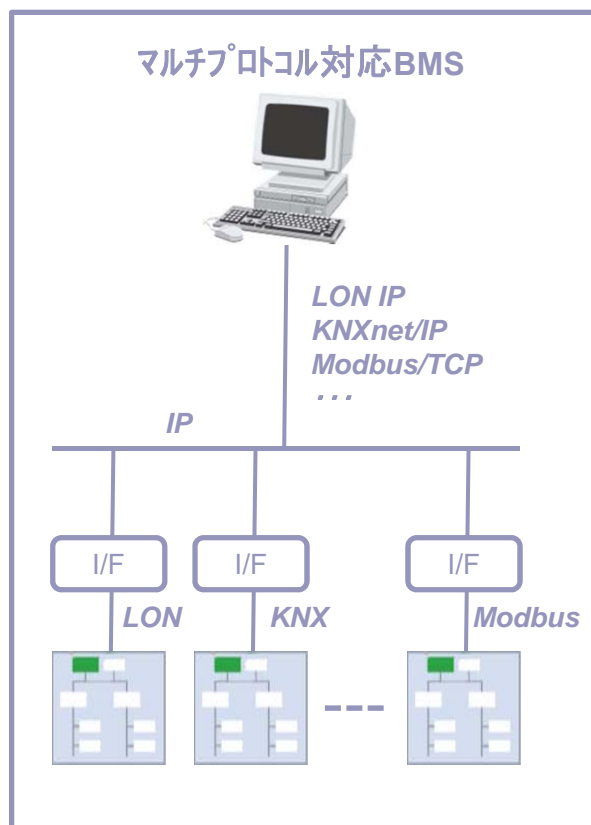 マルチプロトコル対応BMS
LON IP
KNXnet/IP
Modbus/TCP
・・・
IP
I/F I/F I/F
LON KNX Modbus